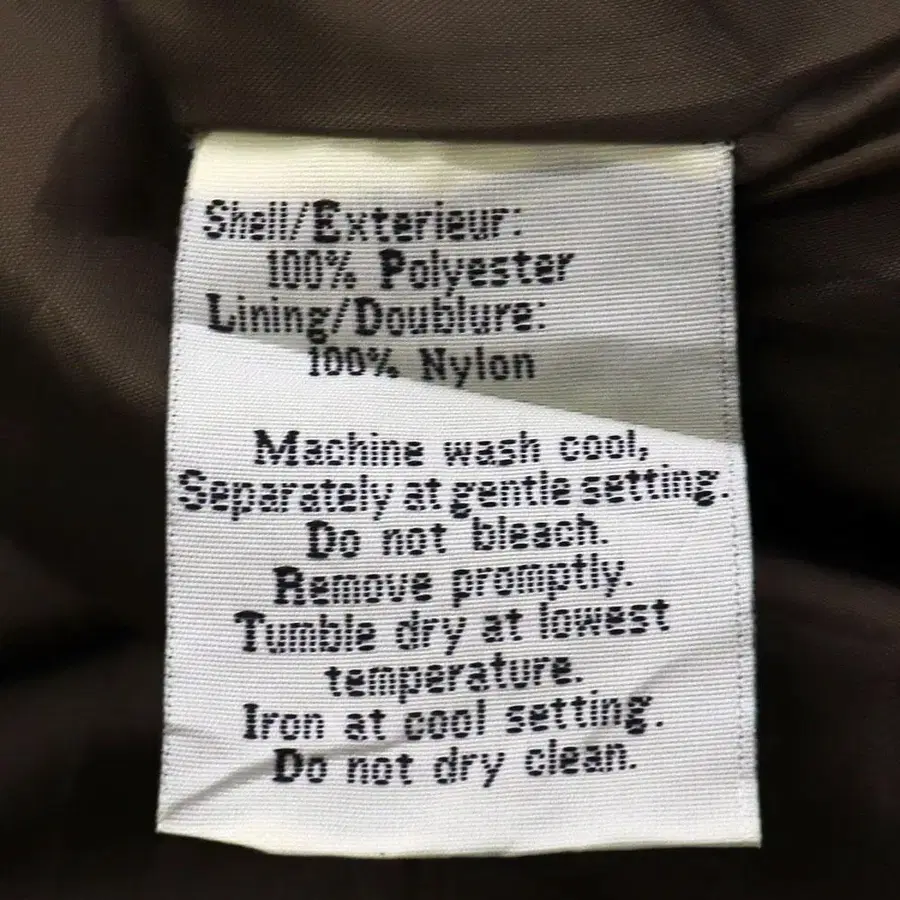 Shell/Exterieur:
100% Polyester
Lining/Doublure:
100% Nylon
Machine wash cool,
Separately at gentle setting.
Do not bleach.
Remove promptly.
Tumble dry at lowest
temperature.
Iron at cool setting.
Do not dry clean.